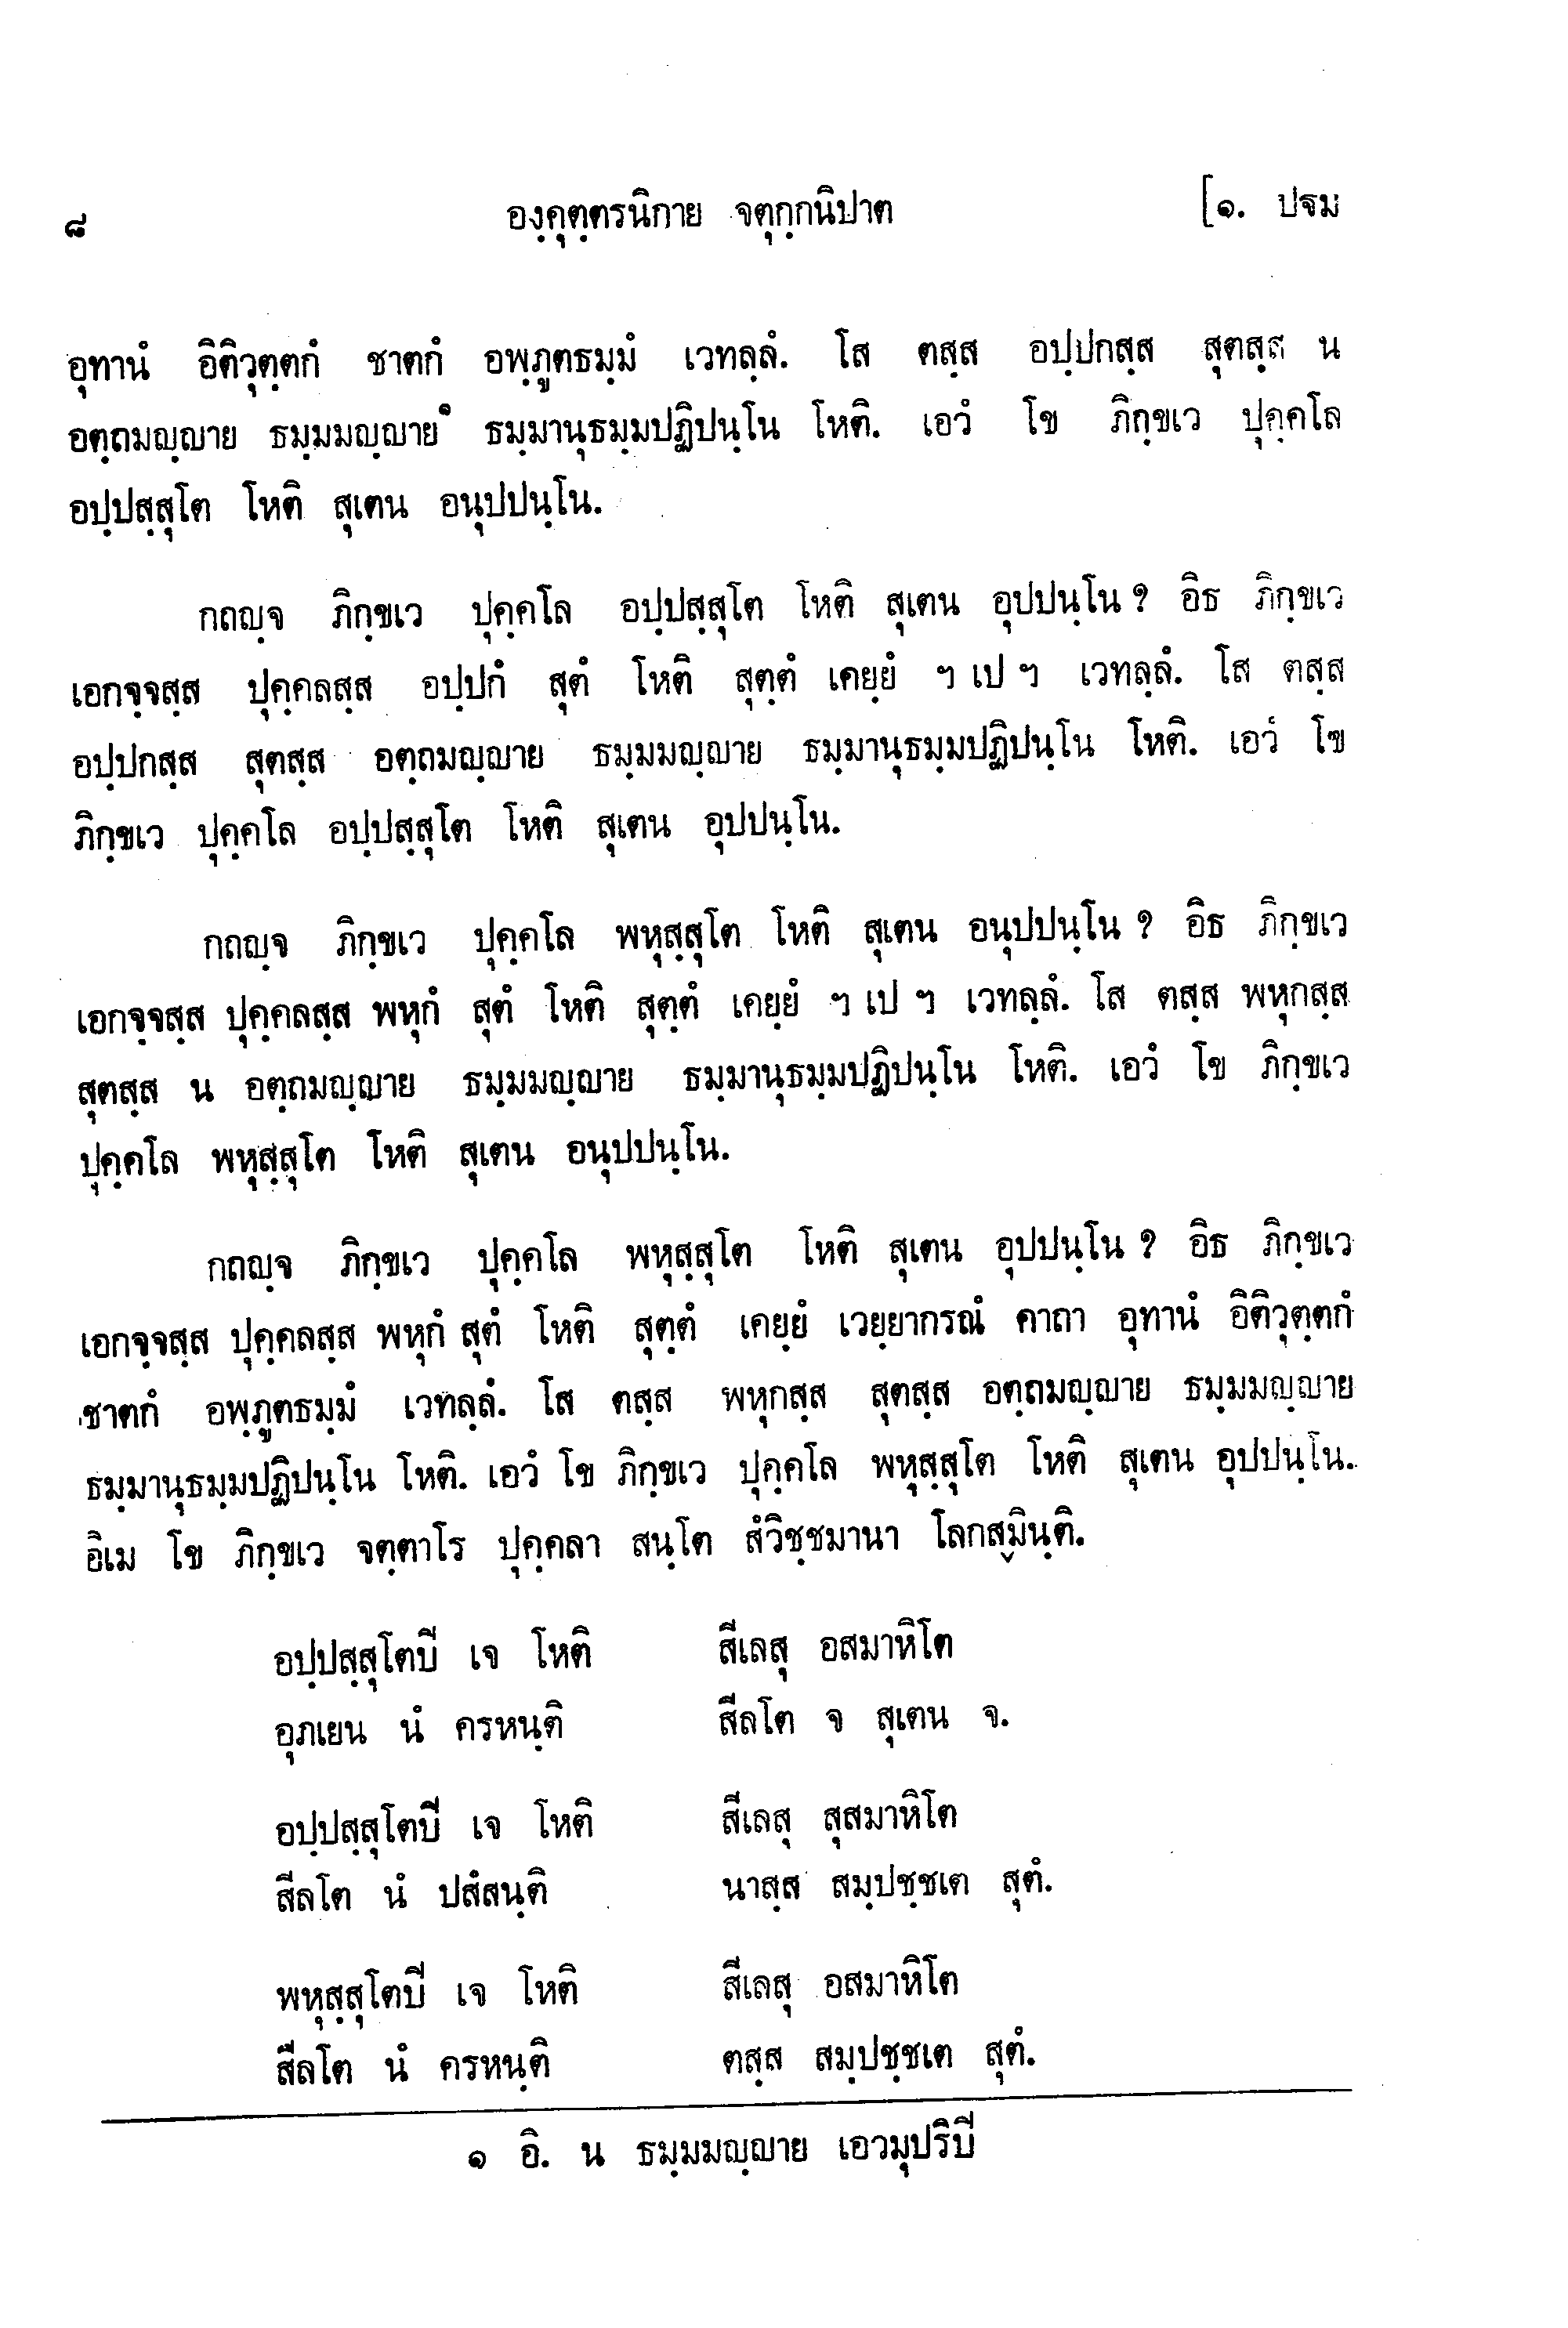 ๘ องฺคุตฺตรนิกาย จตุกฺกนิปาต [๑. ปฐม
อุทานํ อิติวุตฺตกํ ชาตกํ อพฺภูตธมฺมํ เวทลฺลํ. โส ตสฺส อปฺปกสฺส สุตสฺส น
อตฺถมญฺญาย ธมฺมมญฺญาย๑ ธมฺมานุธมฺมปฏิปนฺโน โหติ. เอวํ โข ภิกฺขเว ปุคฺคโล
อปฺปสฺสุโต โหติ สุเตน อนุปปนฺโน.
กถญฺจ ภิกฺขเว ปุคฺคโล อปฺปสฺสุโต โหติ สุเตน อุปปนฺโน ? อิธ ภิกฺขเว
เอกจฺจสฺส ปุคฺคลสฺส อปฺปกํ สุตํ โหติ สุตฺตํ เคยฺยํ ฯ เป ฯ เวทลฺลํ. โส ตสฺส
อปฺปกสฺส สุตสฺส อตฺถมญฺญาย ธมฺมมญฺญาย ธมฺมานุธมฺมปฏิปนฺโน โหติ. เอวํ โข
ภิกฺขเว ปุคฺคโล อปฺปสฺสุโต โหติ สุเตน อุปปนฺโน.
กถญฺจ ภิกฺขเว ปุคฺคโล พหุสฺสุโต โหติ สุเตน อนุปปนฺโน ? อิธ ภิกฺขเว
เอกจฺจสฺส ปุคฺคลสฺส พหุกํ สุตํ โหติ สุตฺตํ เคยฺยํ ฯ เป ฯ เวทลฺลํ. โส ตสฺส พหุกสฺส
สุตสฺส น อตฺถมญฺญาย ธมฺมมญฺญาย ธมฺมานุธมฺมปฏิปนฺโน โหติ. เอวํ โข ภิกฺขเว
ปุคฺคโล พหุสฺสุโต โหติ สุเตน อนุปปนฺโน.
กถญฺจ ภิกฺขเว ปุคฺคโล พหุสฺสุโต โหติ สุเตน อุปปนฺโน ? อิธ ภิกฺขเว
เอกจฺจสฺส ปุคฺคลสฺส พหุกํ สุตํ โหติ สุตฺตํ เคยฺยํ เวยฺยากรณํ คาถา อุทานํ อิติวุตฺตกํ
ชาตกํ อพฺภูตธมฺมํ เวทลฺลํ. โส ตสฺส พหุกสฺส สุตสฺส อตฺถมญฺญาย ธมฺมมญฺญาย
ธมฺมานุธมฺมปฏิปนฺโน โหติ. เอวํ โข ภิกฺขเว ปุคฺคโล พหุสฺสุโต โหติ สุเตน อุปปนฺโน.
อิเม โข ภิกฺขเว จตฺตาโร ปุคฺคลา สนฺโต สํวิชฺชมานา โลกสฺมินฺติ.
อปฺปสฺสุโตปี เจ โหติ สีเลสุ อสมาหิโต
อุภเยน นํ ครหนฺติ สีลโต จ สุเตน จ.
อปฺปสฺสุโตปี เจ โหติ สีเลสุ สุสมาหิโต
สีลโต นํ ปสํสนฺติ นาสฺส สมฺปชฺชเต สุตํ.
พหุสฺสุโตปี เจ โหติ สีเลสุ อสมาหิโต
สีลโต นํ ครหนฺติ ตสฺส สมฺปชฺชเต สุตํ.
๑ อิ. น ธมฺมมญฺญาย เอวมุปริปี